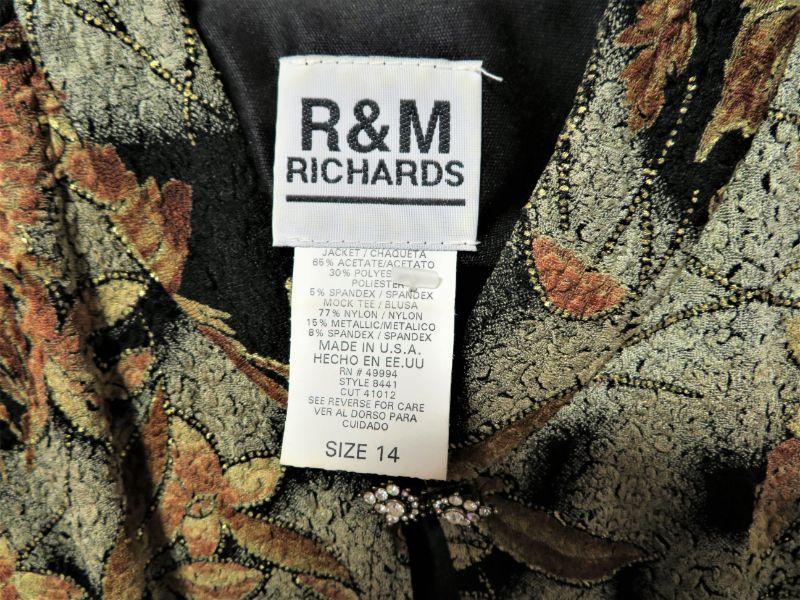 R&M
RICHARDS
JACKET / CHAQUETA
65% ACETATE/ACETATO
30%
POLIESTER
5% SPANDEX / SPANDEX
MOCK TEE / BLUSA
77% NYLON / NYLON
15% METALLIC/METALICO
8% SPANDEX / SPANDEX
MADE IN U.S.A.
HECHO EN EE.UU
RN # 49994
STYLE 8441
CUT 41012
SEE REVERSE FOR CARE
VER AL DORSO PARA
CUIDADO
SIZE 14